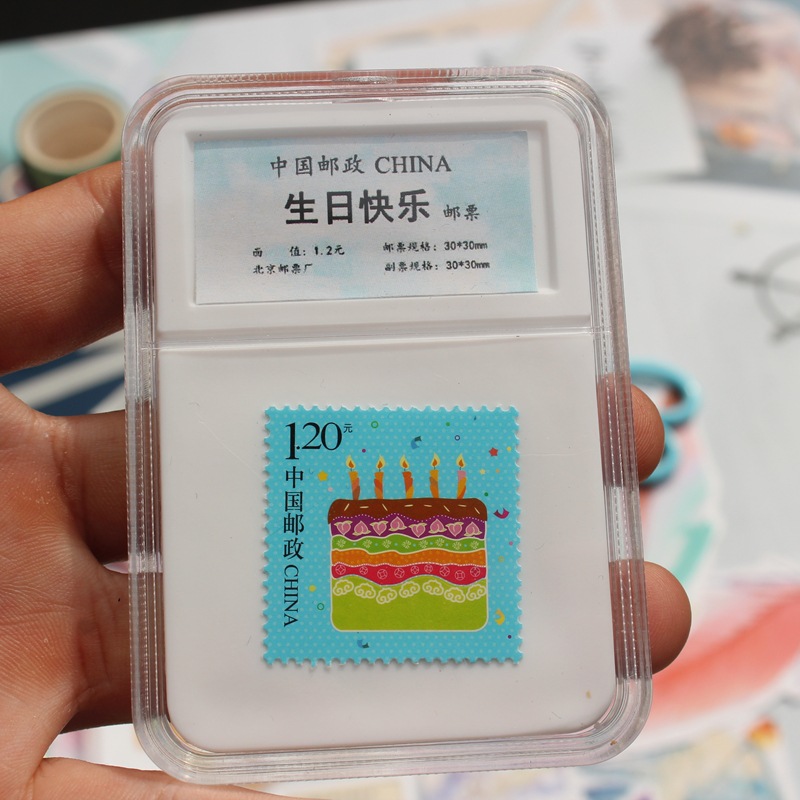 中国邮政 CHINA
生日快乐 邮票
面 值：1.2元 邮票规格：30*30mm
北京邮票厂 副票规格：30*30mm
1.20元
中国邮政 CHINA